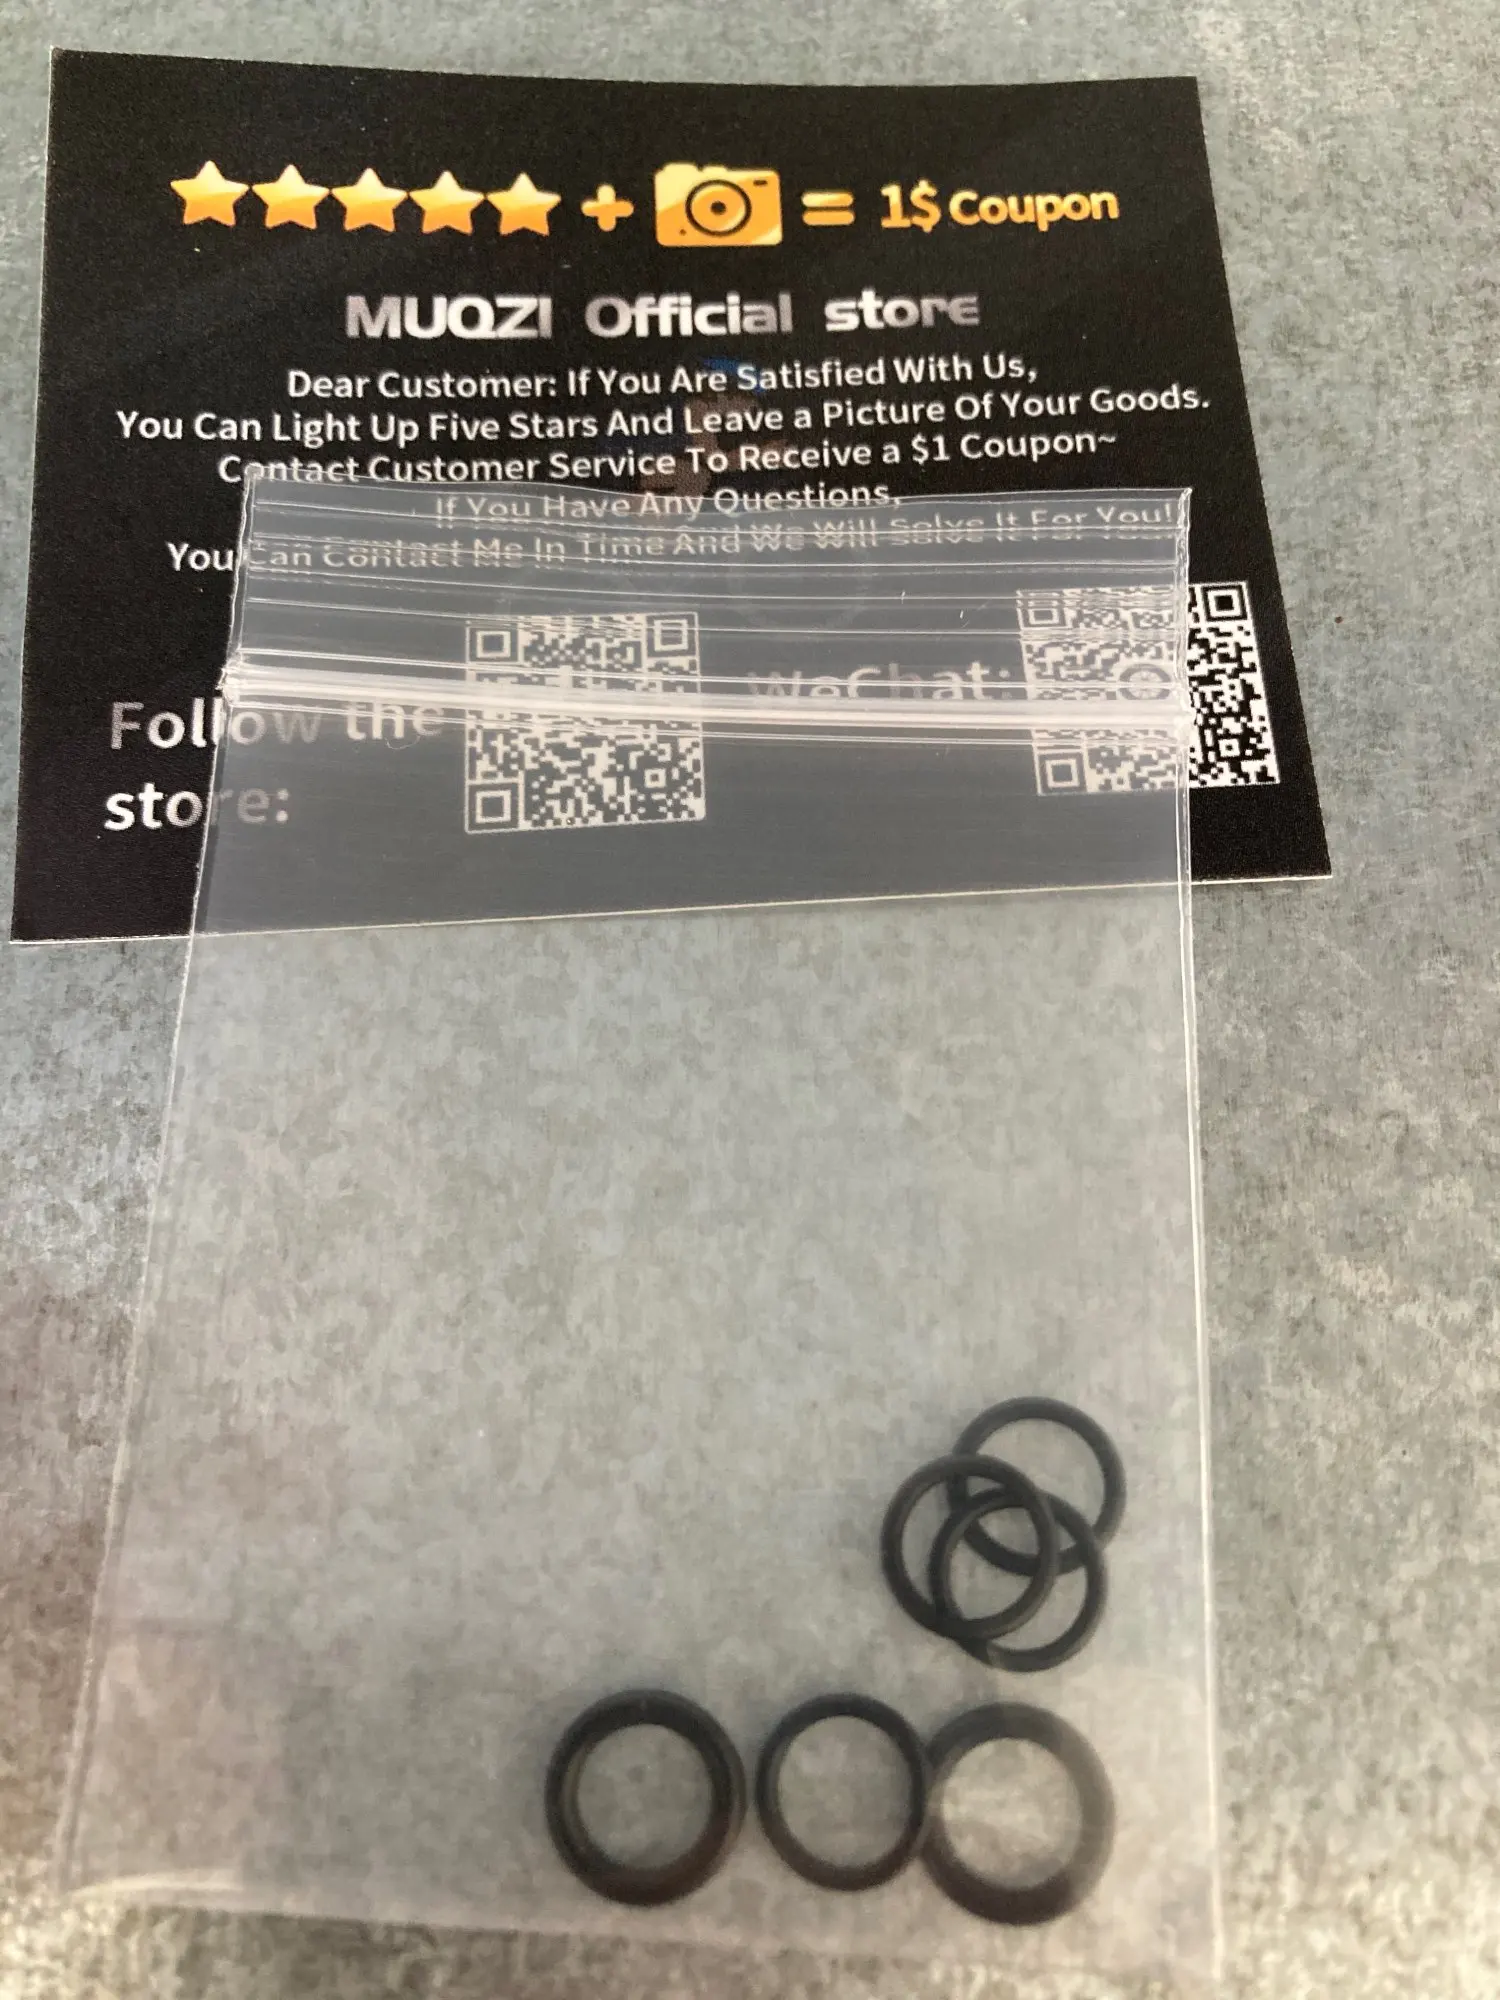 1$ Coupon
MUQZI Official store
Dear Customer: If You Are Satisfied With Us,
You Can Light Up Five Stars And Leave a Picture Of Your Goods.
Contact Customer Service To Receive a $1 Coupon~
If You Have Any Questions,
You Can Contact Me In Time And We Will Solve It For You!
Follow the
store:
weChat: